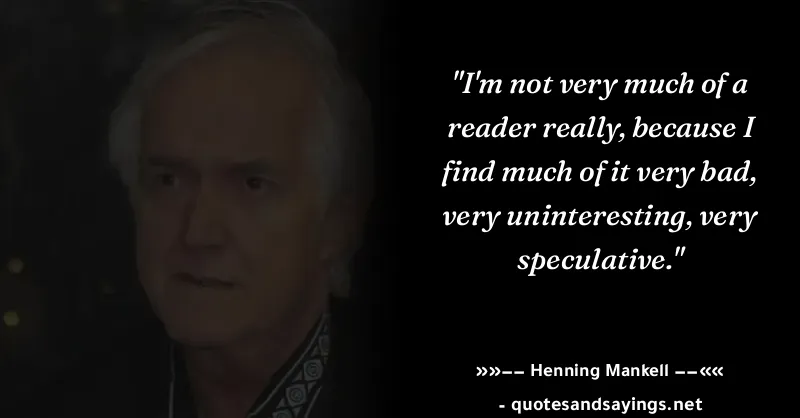 "I'm not very much of a
reader really, because I
find much of it very bad,
very uninteresting, very
speculative."
»»−− Henning Mankell −−««
- quotesandsayings.net